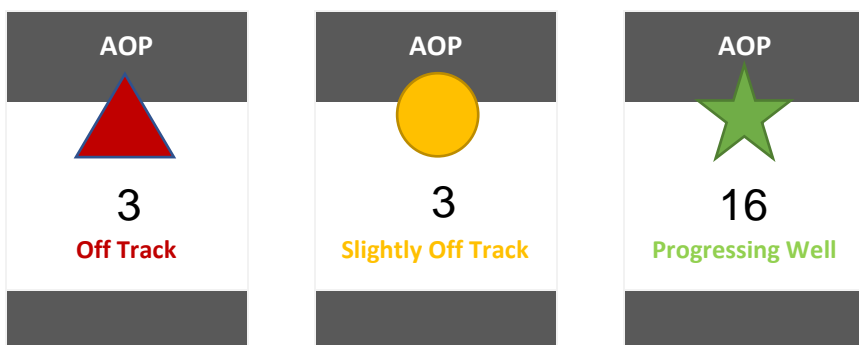 AOP
3
Off Track
AOP
3
Slightly Off Track
AOP
16
Progressing Well